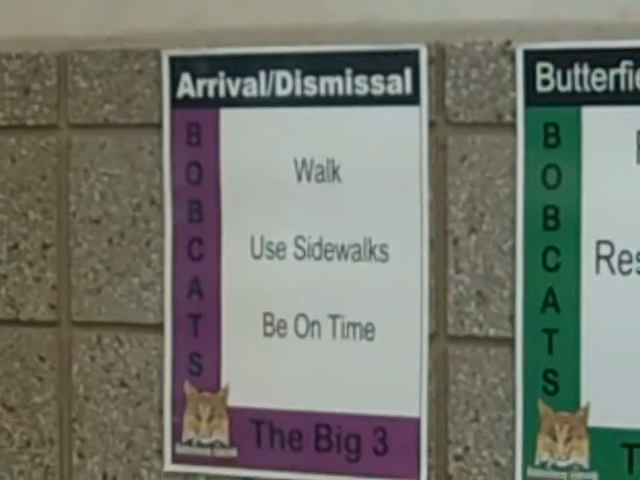 Arrival/Dismissal
BOBCATS
Walk
Use Sidewalks
Be On Time
The Big 3
Butterfie
BOBCATS
Res
T